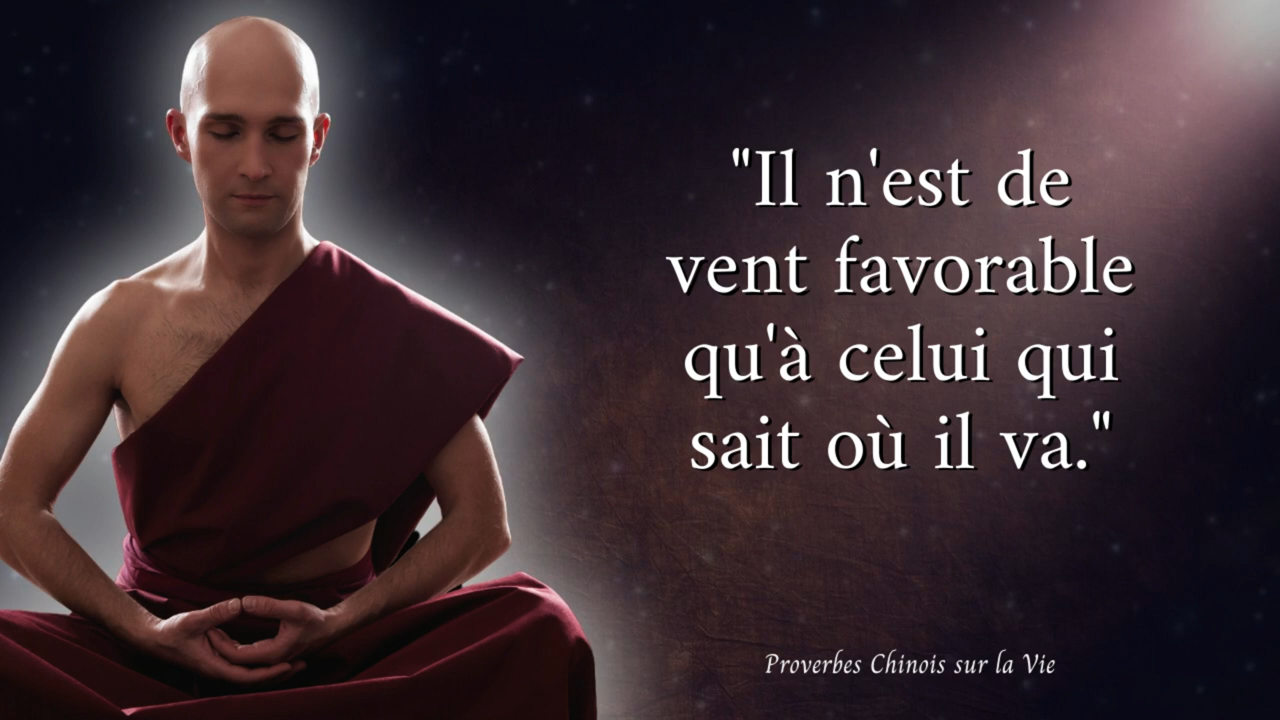 "Il n'est de
vent favorable
qu'à celui qui
sait où il va."
Proverbes Chinois sur la Vie